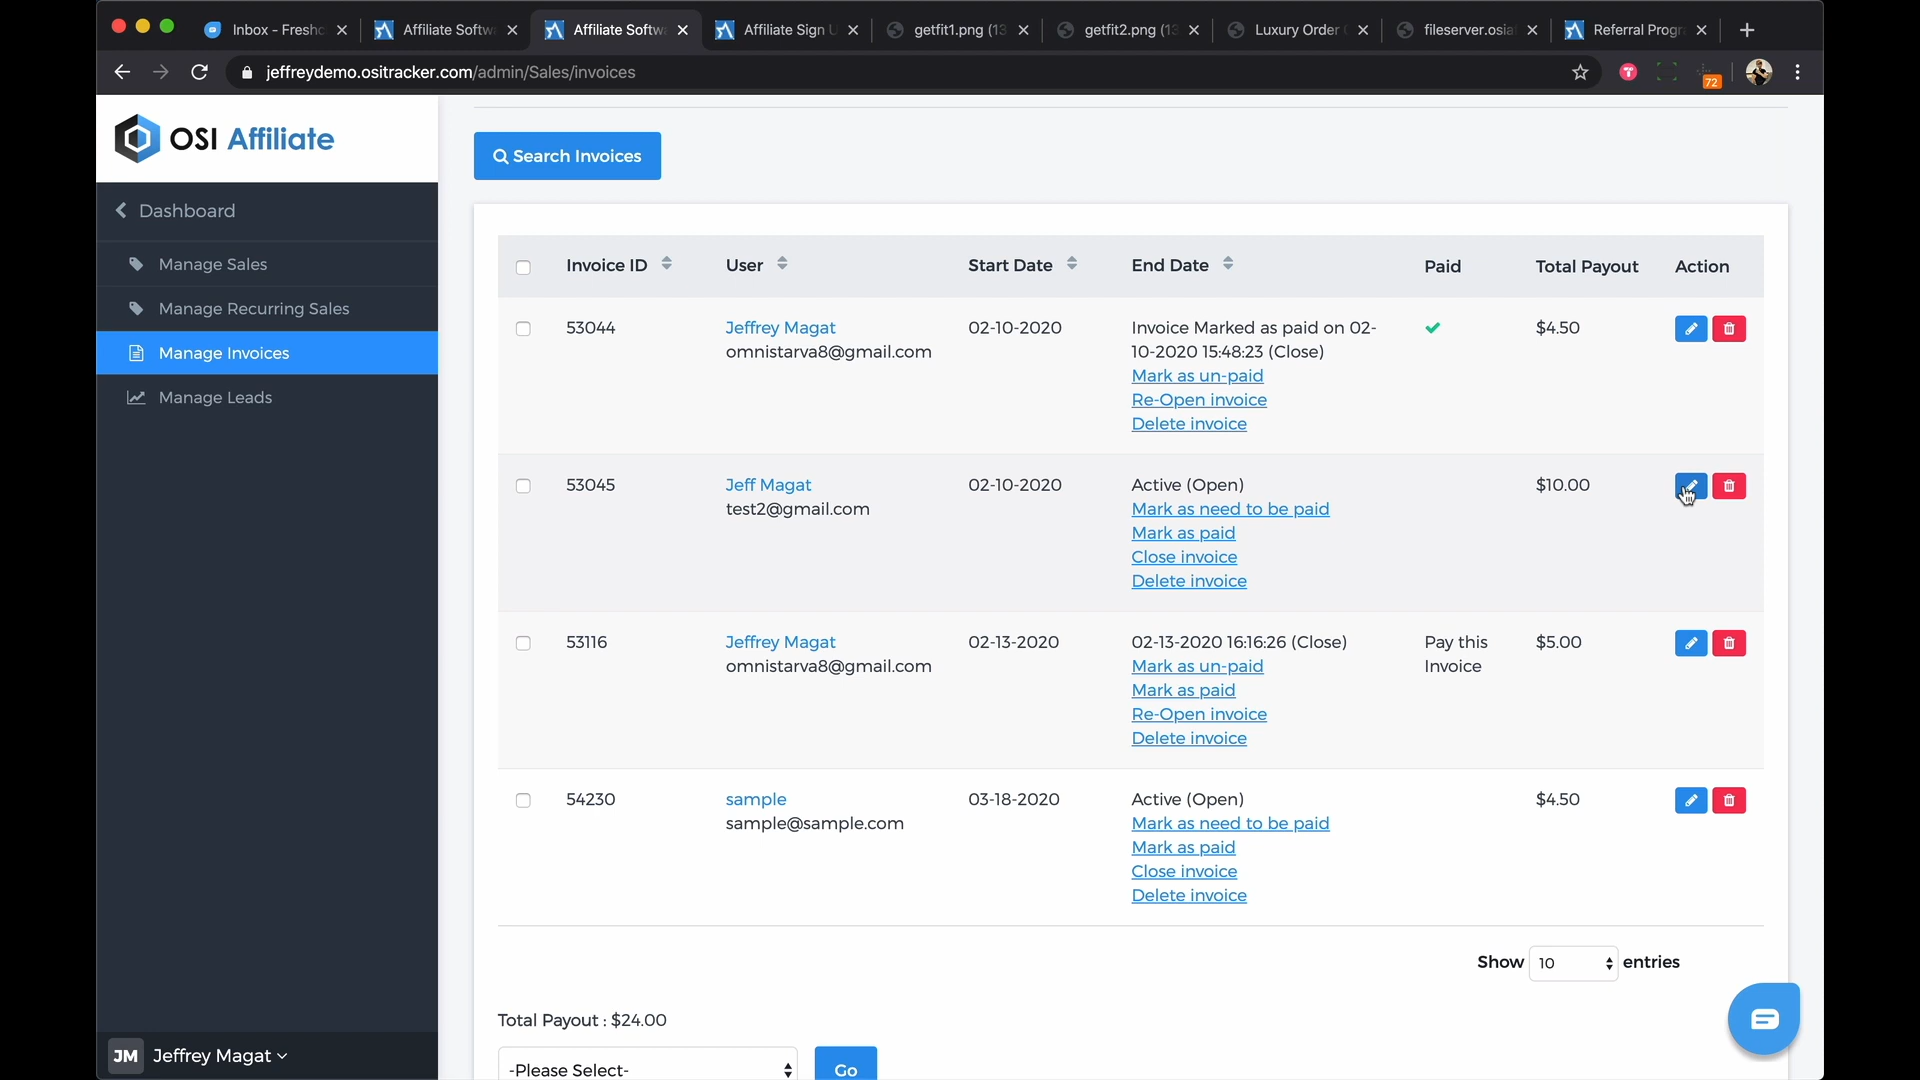 Inbox - Freshc
Affiliate Softw
Affiliate Softw
Affiliate Sign U
getfit1.png (13
getfit2.png (13
Luxury Order
fileserver.osia
Referral Progr
jeffreydemo.ositracker.com/admin/Sales/invoices
72
OSI Affiliate
Dashboard
Manage Sales
Manage Recurring Sales
Manage Invoices
Manage Leads
JM Jeffrey Magat
Search Invoices
Invoice ID User Start Date End Date Paid Total Payout Action
53044 Jeffrey Magat 02-10-2020 Invoice Marked as paid on 02- $4.50
omnistarva8@gmail.com 10-2020 15:48:23 (Close)
Mark as un-paid
Re-Open invoice
Delete invoice
53045 Jeff Magat 02-10-2020 Active (Open) $10.00
test2@gmail.com Mark as need to be paid
Mark as paid
Close invoice
Delete invoice
53116 Jeffrey Magat 02-13-2020 02-13-2020 16:16:26 (Close) Pay this $5.00
omnistarva8@gmail.com Mark as un-paid Invoice
Mark as paid
Re-Open invoice
Delete invoice
54230 sample 03-18-2020 Active (Open) $4.50
sample@sample.com Mark as need to be paid
Mark as paid
Close invoice
Delete invoice
Show 10 entries
Total Payout : $24.00
-Please Select- Go